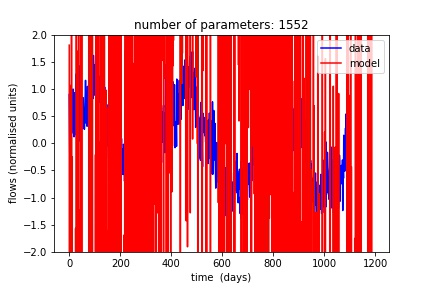 number of parameters: 1552
data
model
flows (normalised units)
2.0
1.5
1.0
0.5
0.0
−0.5
−1.0
−1.5
−2.0
0 200 400 600 800 1000 1200
time (days)